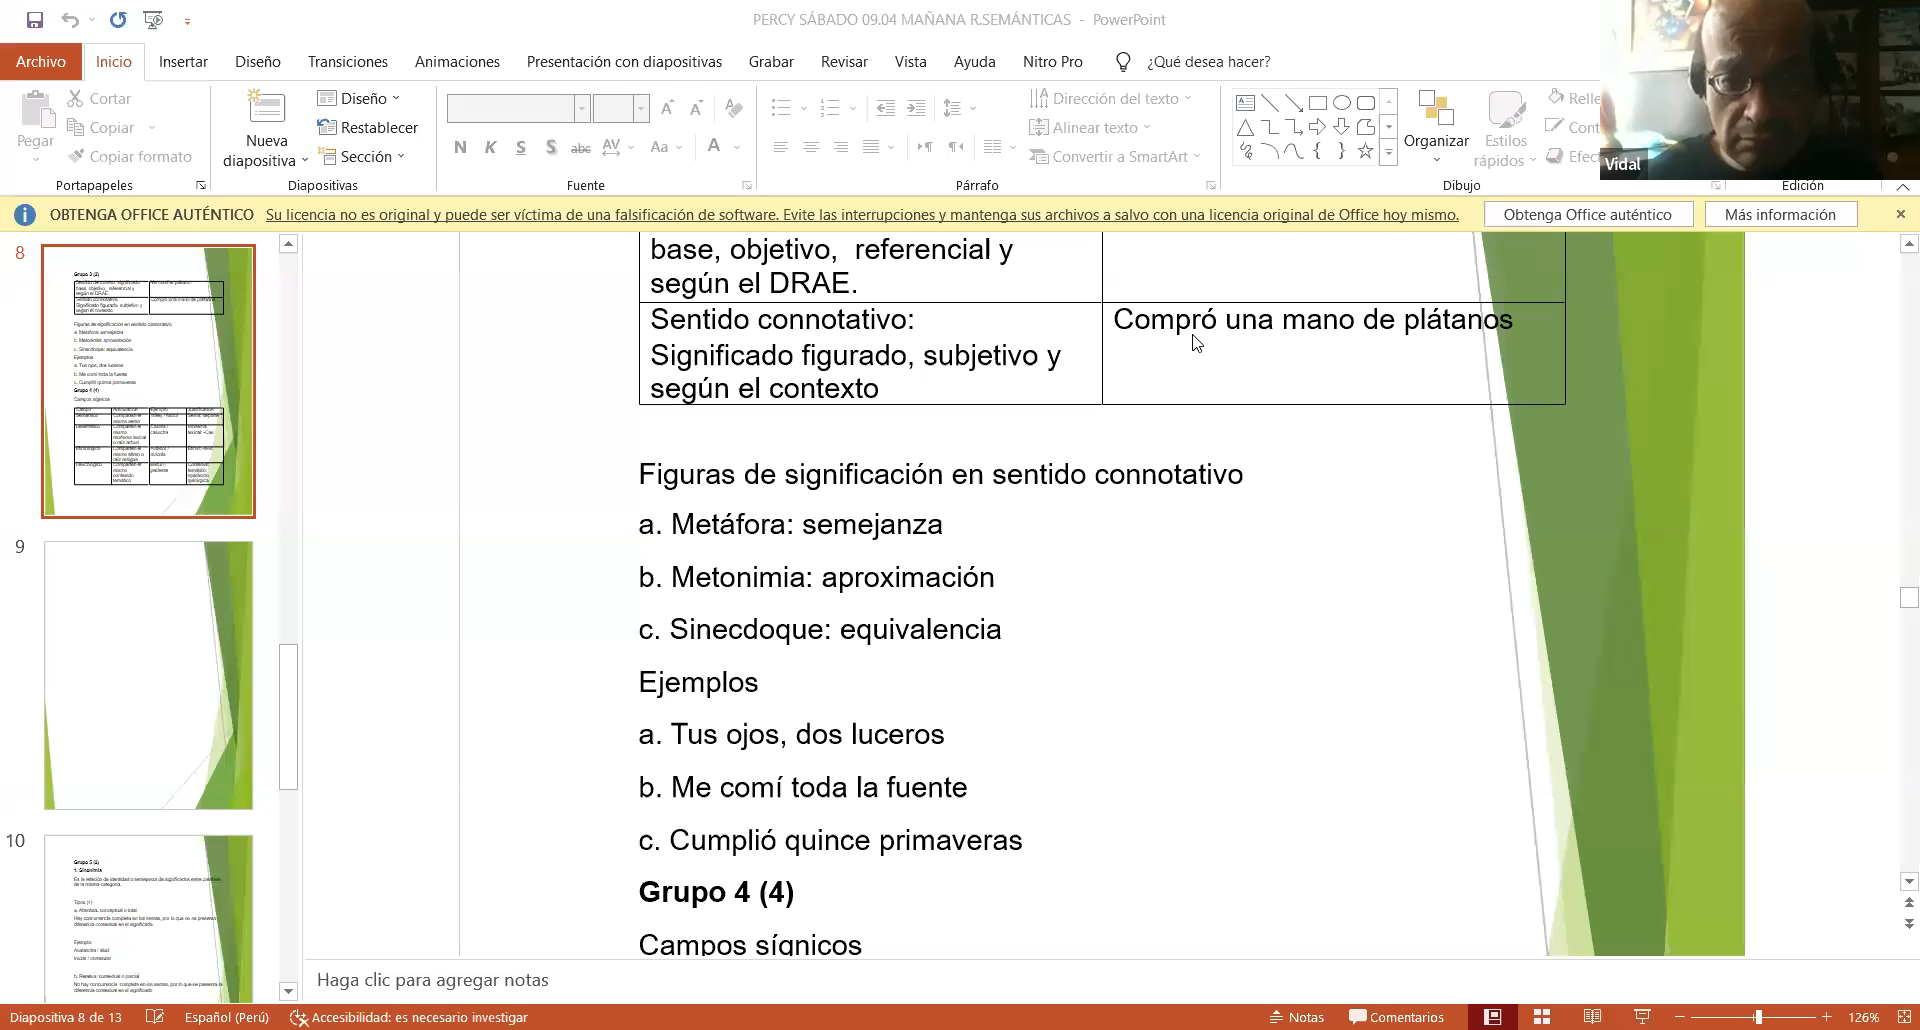 PERCY SÁBADO 09.04 MAÑANA R.SEMÁNTICAS - PowerPoint
Archivo Inicio Insertar Diseño Transiciones Animaciones Presentación con diapositivas Grabar Revisar Vista Ayuda Nitro Pro ¿Qué desea hacer?
Pegar
Cortar
Copiar
Copiar formato
Portapapeles
Nueva
diapositiva
Diseño
Restablecer
Sección
Diapositivas
N K S S abc AV Aa A
Fuente
Dirección del texto
Alinear texto
Convertir a SmartArt
Párrafo
Organizar
Estilos
rápidos
Dibujo
Edición
Vidal
OBTENGA OFFICE AUTÉNTICO Su licencia no es original y puede ser víctima de una falsificación de software. Evite las interrupciones y mantenga sus archivos a salvo con una licencia original de Office hoy mismo. Obtenga Office auténtico Más información
8
9
10
base, objetivo, referencial y
según el DRAE.
Sentido connotativo:
Significado figurado, subjetivo y
según el contexto
Compró una mano de plátanos
Figuras de significación en sentido connotativo
a. Metáfora: semejanza
b. Metonimia: aproximación
c. Sinecdoque: equivalencia
Ejemplos
a. Tus ojos, dos luceros
b. Me comí toda la fuente
c. Cumplió quince primaveras
Grupo 4 (4)
Campos sígnicos
Haga clic para agregar notas
Diapositiva 8 de 13 Español (Perú) Accesibilidad: es necesario investigar Notas Comentarios 126%